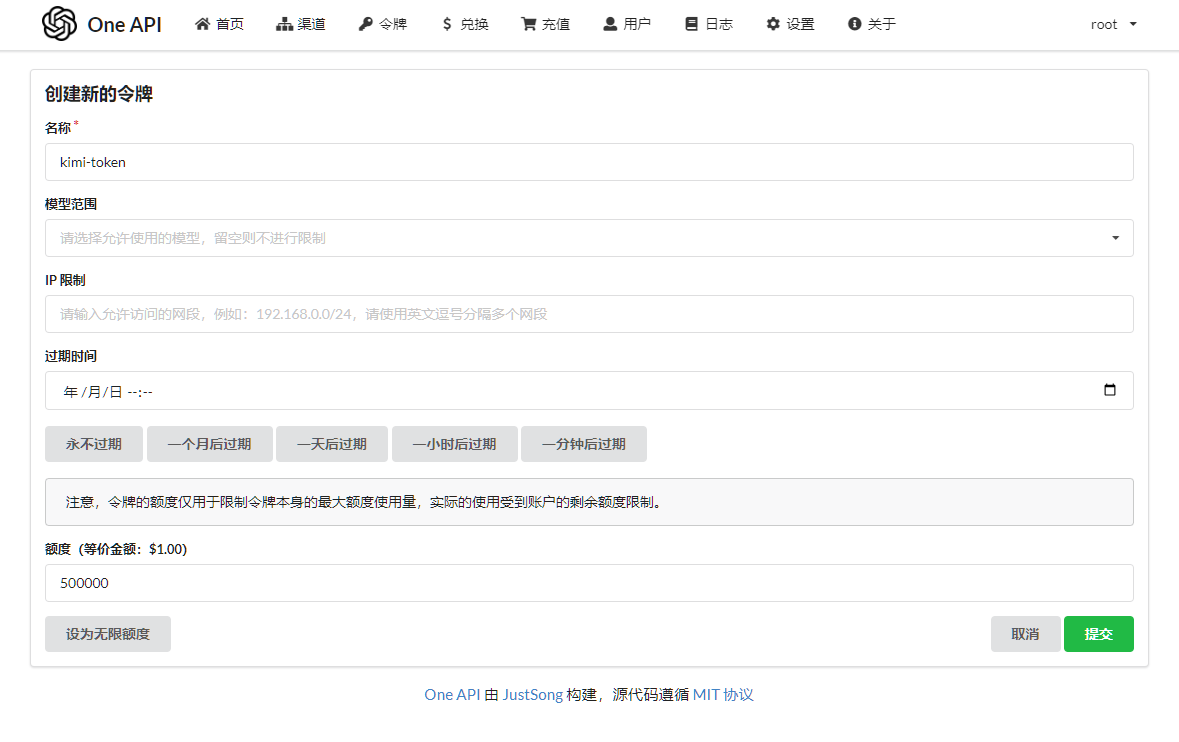 One API 首页 渠道 令牌 兑换 充值 用户 日志 设置 关于 root
创建新的令牌
名称*
kimi-token
模型范围
请选择允许使用的模型，留空则不进行限制
IP 限制
请输入允许访问的网段，例如：192.168.0.0/24，请使用英文逗号分隔多个网段
过期时间
年 /月/日 --:--
永不过期 一个月后过期 一天后过期 一小时后过期 一分钟后过期
注意，令牌的额度仅用于限制令牌本身的最大额度使用量，实际的使用受到账户的剩余额度限制。
额度（等价金额：$1.00）
500000
设为无限额度 取消 提交
One API 由 JustSong 构建，源代码遵循 MIT 协议